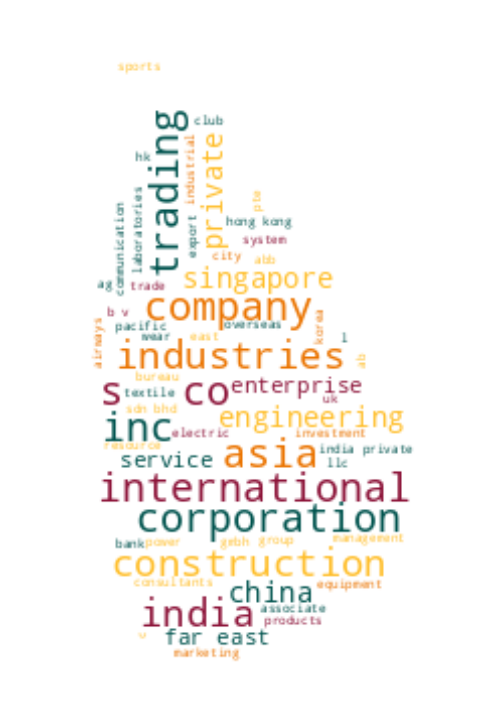 sports
trading
club
private
industrial
hk
laboratories
pte
communication
export
hong kong
system
city
abb
singapore
ag
trade
company
b v
pacific
overseas
korea
airways
wear
east
l
industries
ab
bureau
s
co
enterprise
textile
uk
sdn bhd
engineering
inc
electric
investment
resource
asia
india private
service
llc
international
corporation
bank
power
gmbh
group
management
construction
consultants
equipment
china
india
associate
products
far east
marketing